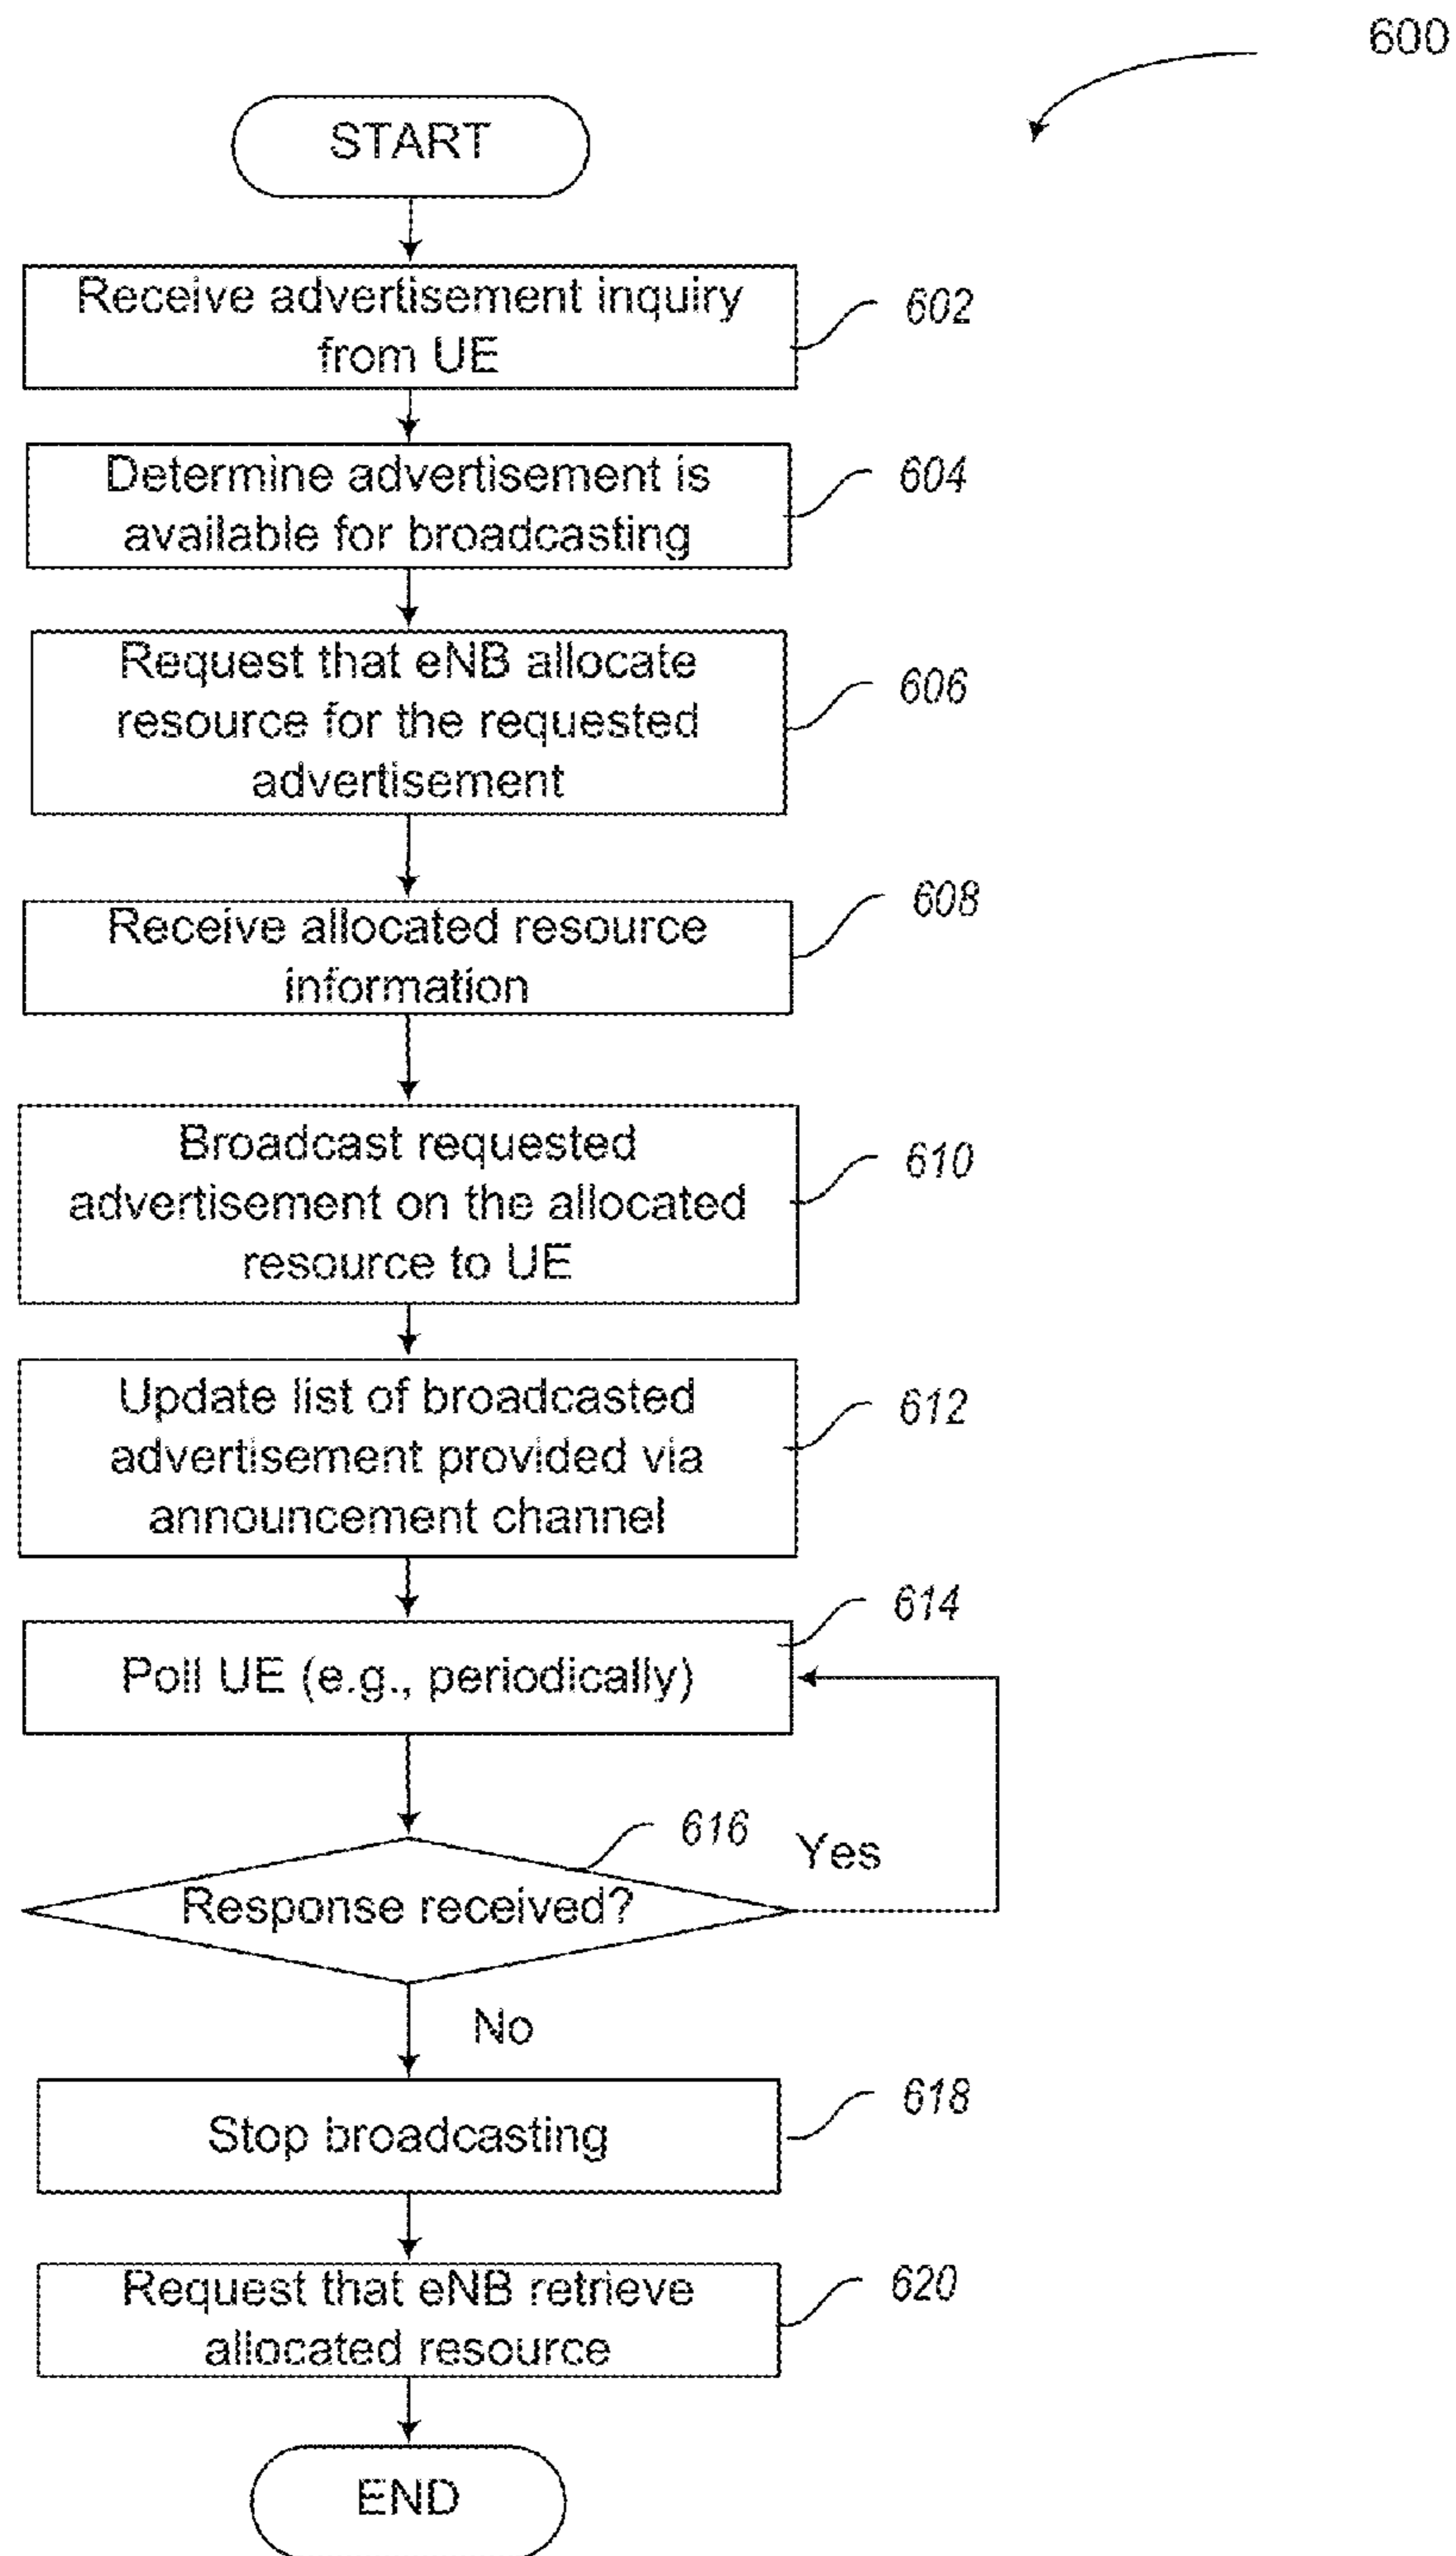 600
START
Receive advertisement inquiry
from UE
602
Determine advertisement is
available for broadcasting
604
Request that eNB allocate
resource for the requested
advertisement
606
Receive allocated resource
information
608
Broadcast requested
advertisement on the allocated
resource to UE
610
Update list of broadcasted
advertisement provided via
announcement channel
612
Poll UE (e.g., periodically)
614
Response received?
616
Yes
No
Stop broadcasting
618
Request that eNB retrieve
allocated resource
620
END